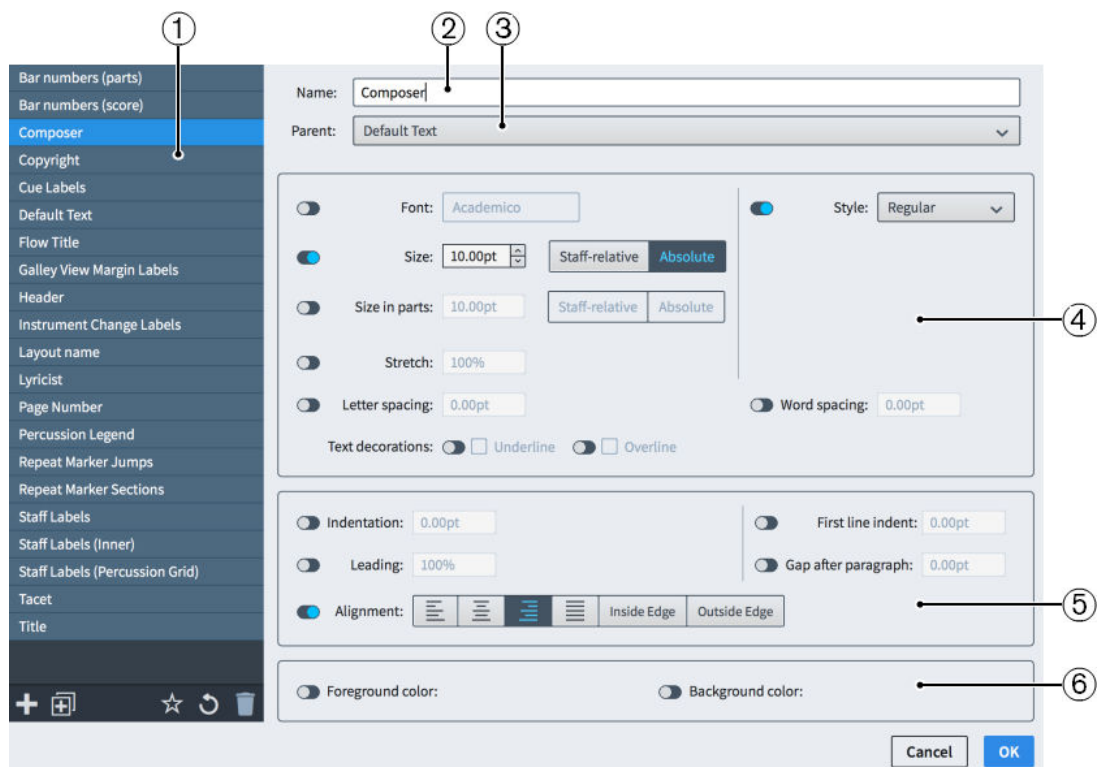 1 2 3
Bar numbers (parts)
Bar numbers (score)
Composer
Copyright
Cue Labels
Default Text
Flow Title
Galley View Margin Labels
Header
Instrument Change Labels
Layout name
Lyricist
Page Number
Percussion Legend
Repeat Marker Jumps
Repeat Marker Sections
Staff Labels
Staff Labels (Inner)
Staff Labels (Percussion Grid)
Tacet
Title
Name: Composer
Parent: Default Text
Font: Academico Style: Regular
Size: 10.00pt Staff-relative Absolute
Size in parts: 10.00pt Staff-relative Absolute
4
Stretch: 100%
Letter spacing: 0.00pt Word spacing: 0.00pt
Text decorations: Underline Overline
Indentation: 0.00pt First line indent: 0.00pt
Leading: 100% Gap after paragraph: 0.00pt
Alignment: Inside Edge Outside Edge
5
Foreground color: Background color:
6
Cancel OK